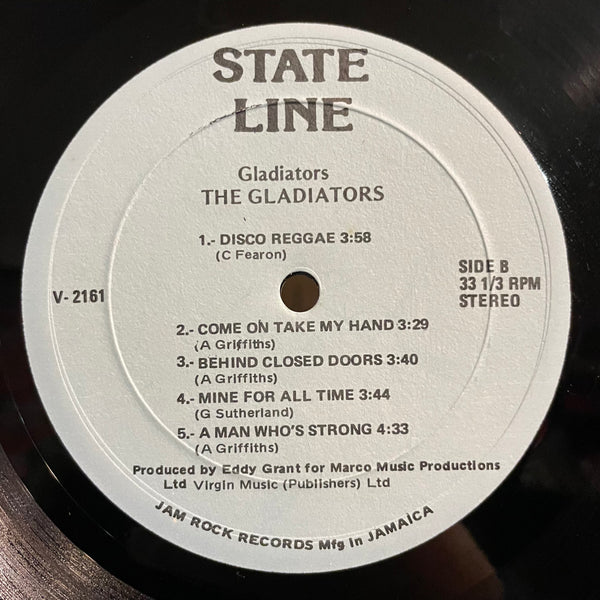 STATE
LINE
Gladiators
THE GLADIATORS
1.- DISCO REGGAE 3:58
(C Fearon)
V- 2161
SIDE B
33 1/3 RPM
STEREO
2.- COME ON TAKE MY HAND 3:29
(A Griffiths)
3.- BEHIND CLOSED DOORS 3:40
(A Griffiths)
4.- MINE FOR ALL TIME 3:44
(G Sutherland)
5.- A MAN WHO'S STRONG 4:33
(A Griffiths)
Produced by Eddy Grant for Marco Music Productions
Ltd Virgin Music (Publishers) Ltd
JAM ROCK RECORDS Mfg in JAMAICA